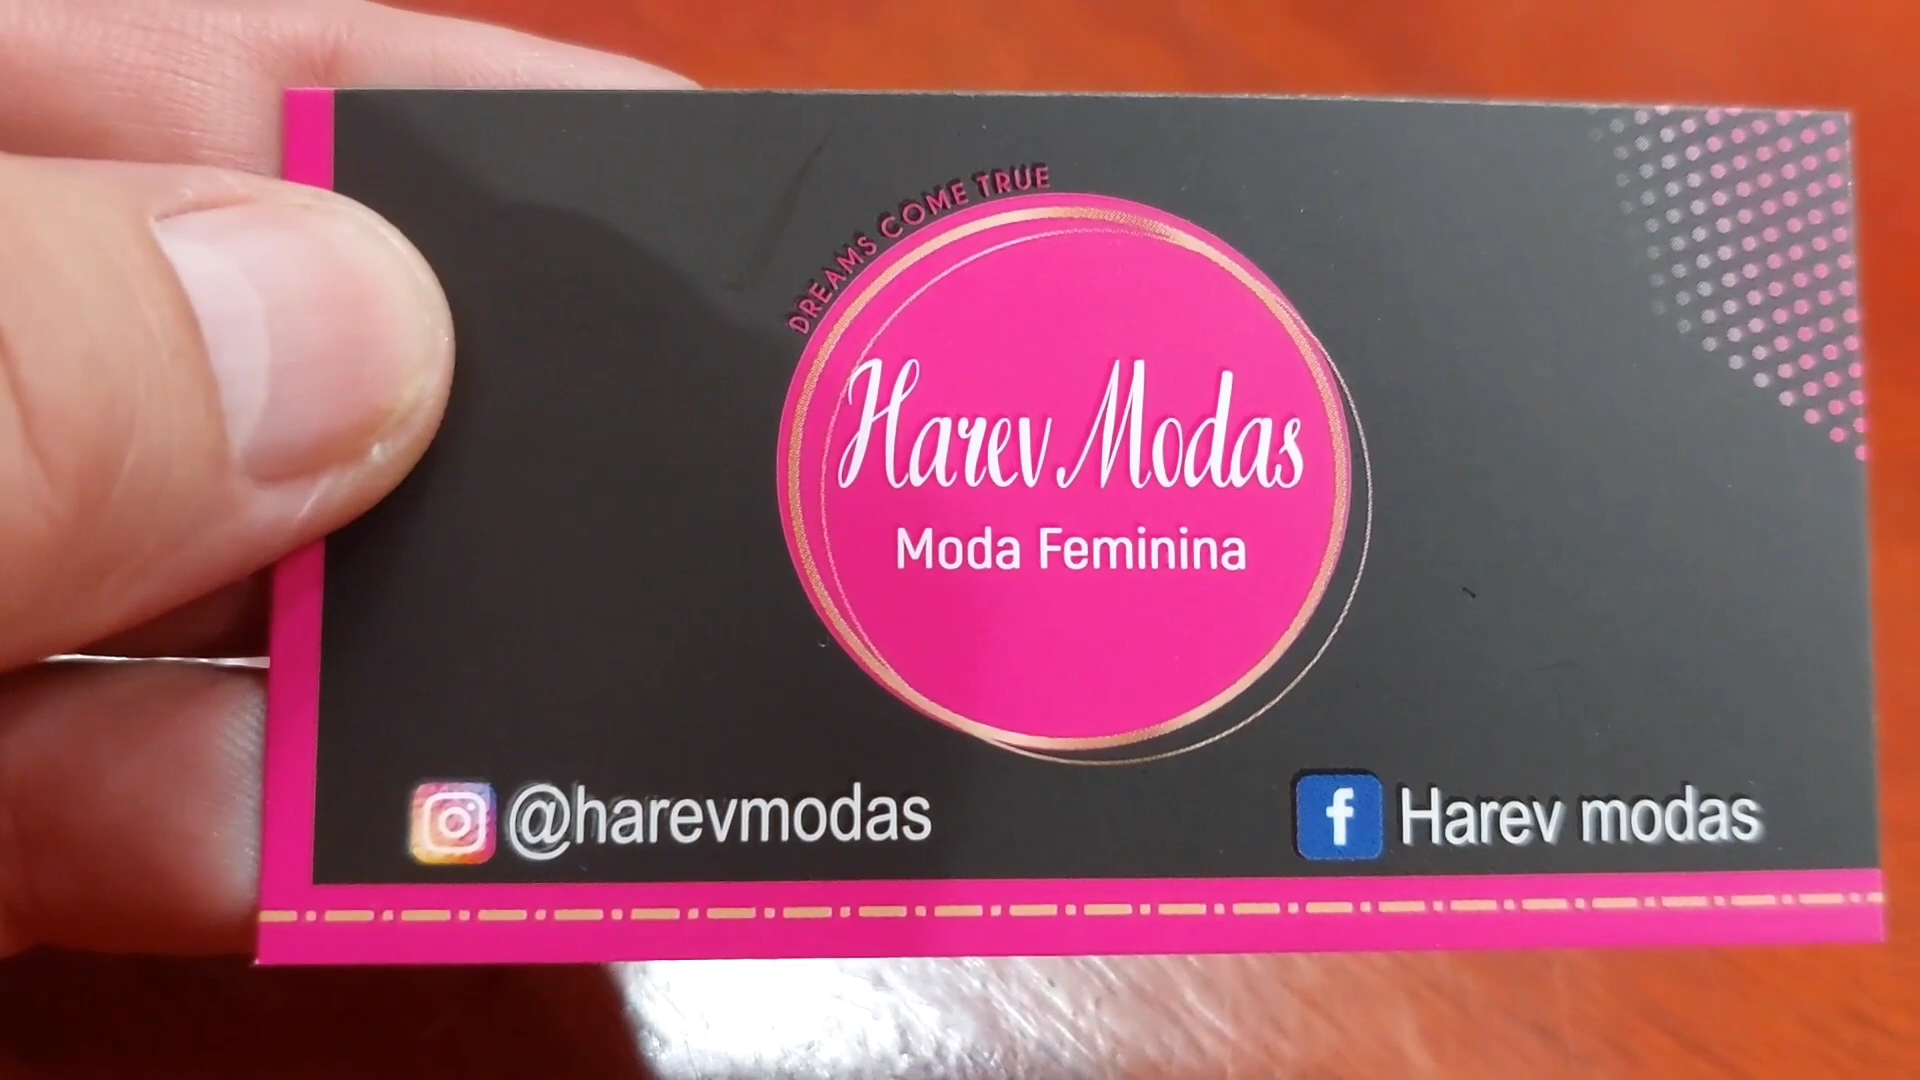 DREAMS COME TRUE
Harev Modas
Moda Feminina
@harevmodas
Harev modas